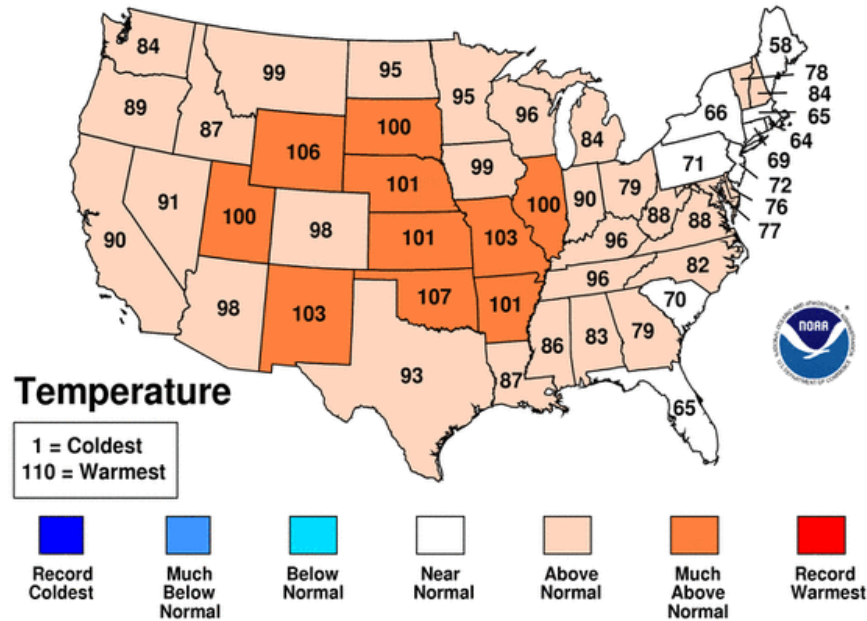 84
99
95
95
89
87
106
100
96
84
58
78
84
66
65
64
69
71
72
76
77
91
100
98
101
99
100
90
79
88
88
90
101
103
96
98
103
107
101
96
82
70
93
87
86
83
79
65
NOAA
Temperature
1 = Coldest
110 = Warmest
Record
Coldest
Much
Below
Normal
Below
Normal
Near
Normal
Above
Normal
Much
Above
Normal
Record
Warmest